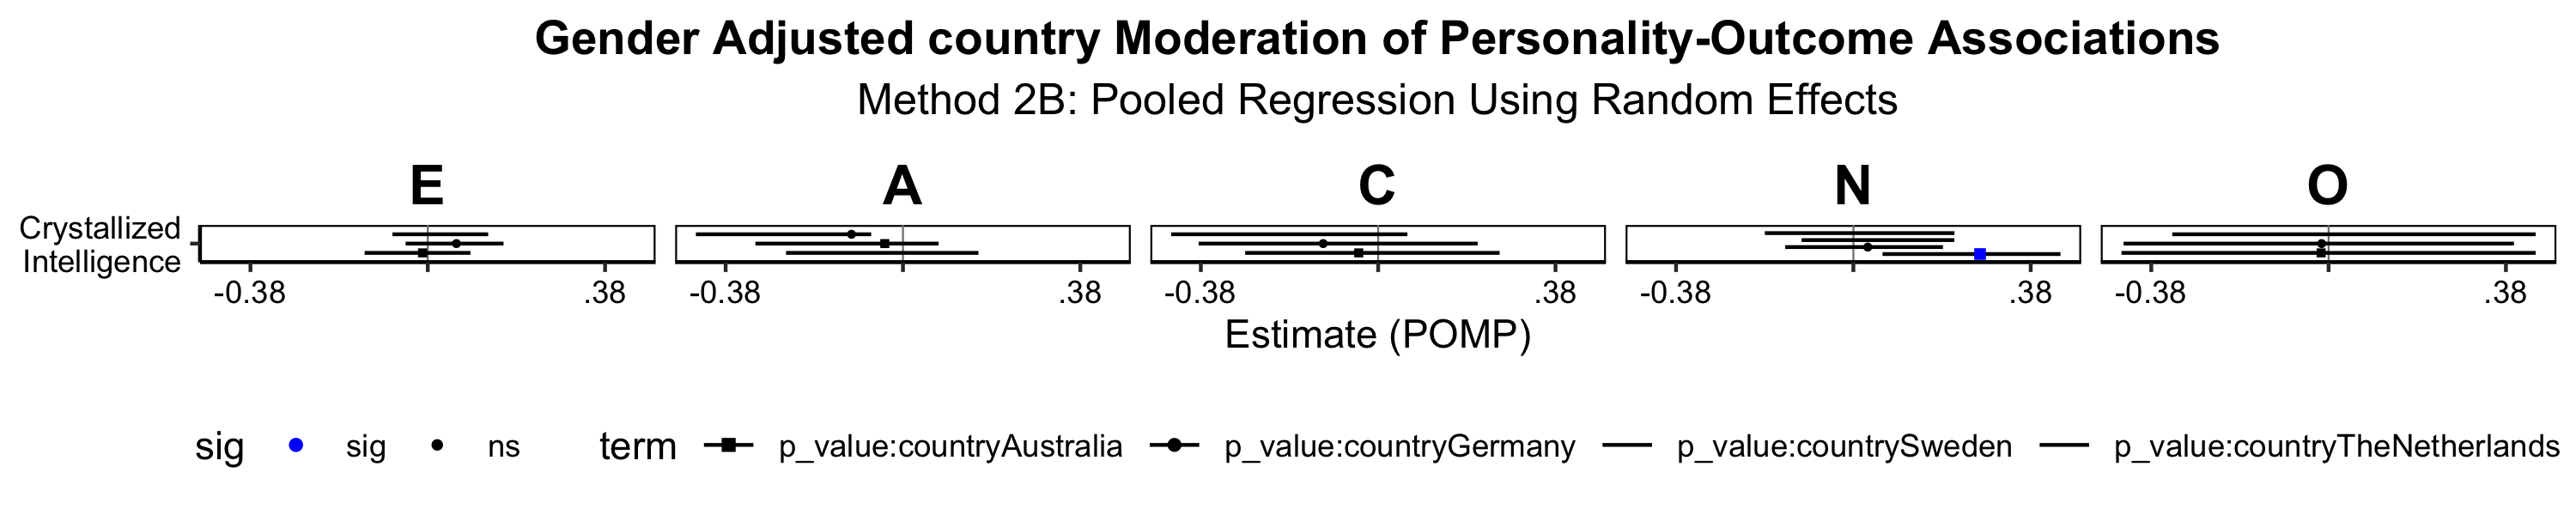 Gender Adjusted country Moderation of Personality-Outcome Associations
Method 2B: Pooled Regression Using Random Effects
E A C N O
Crystallized
Intelligence
-0.38 .38 -0.38 .38 -0.38 .38 -0.38 .38 -0.38 .38
Estimate (POMP)
sig sig ns term p_value:countryAustralia p_value:countryGermany p_value:countrySweden p_value:countryTheNetherlands